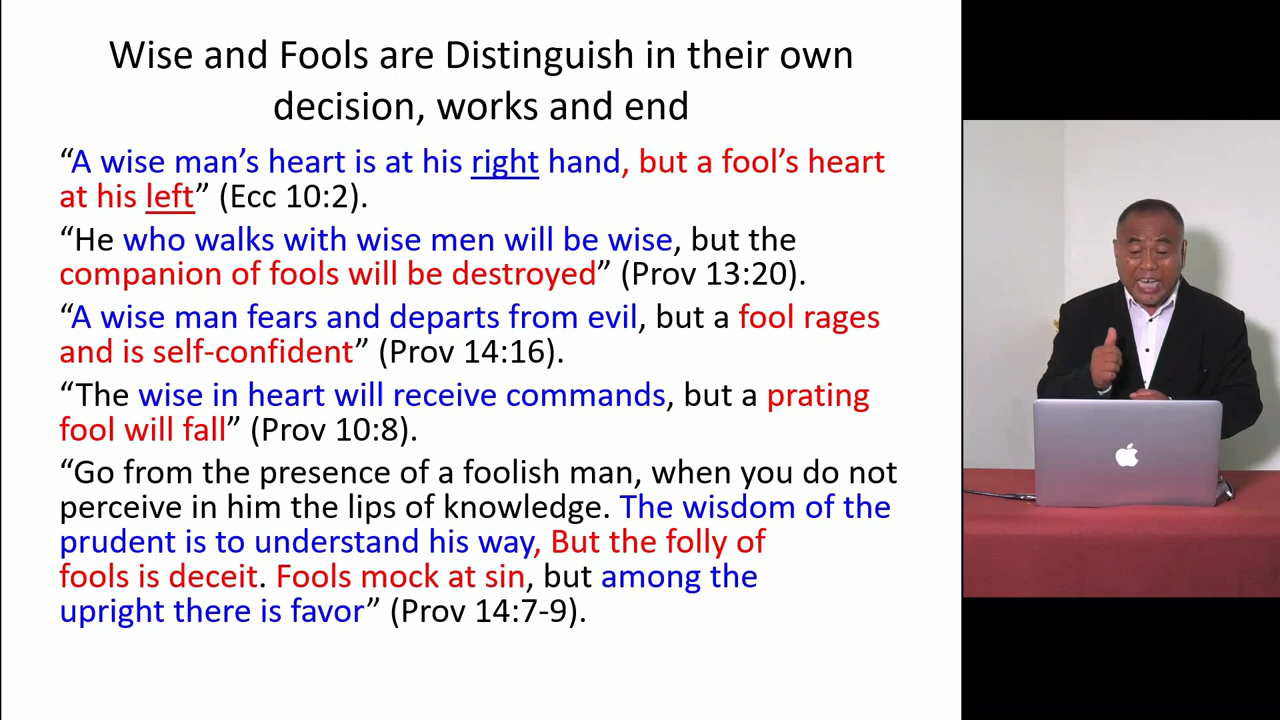 Wise and Fools are Distinguish in their own
decision, works and end
“A wise man’s heart is at his right hand, but a fool’s heart
at his left” (Ecc 10:2).
“He who walks with wise men will be wise, but the
companion of fools will be destroyed” (Prov 13:20).
“A wise man fears and departs from evil, but a fool rages
and is self-confident” (Prov 14:16).
“The wise in heart will receive commands, but a prating
fool will fall” (Prov 10:8).
“Go from the presence of a foolish man, when you do not
perceive in him the lips of knowledge. The wisdom of the
prudent is to understand his way, But the folly of
fools is deceit. Fools mock at sin, but among the
upright there is favor” (Prov 14:7-9).